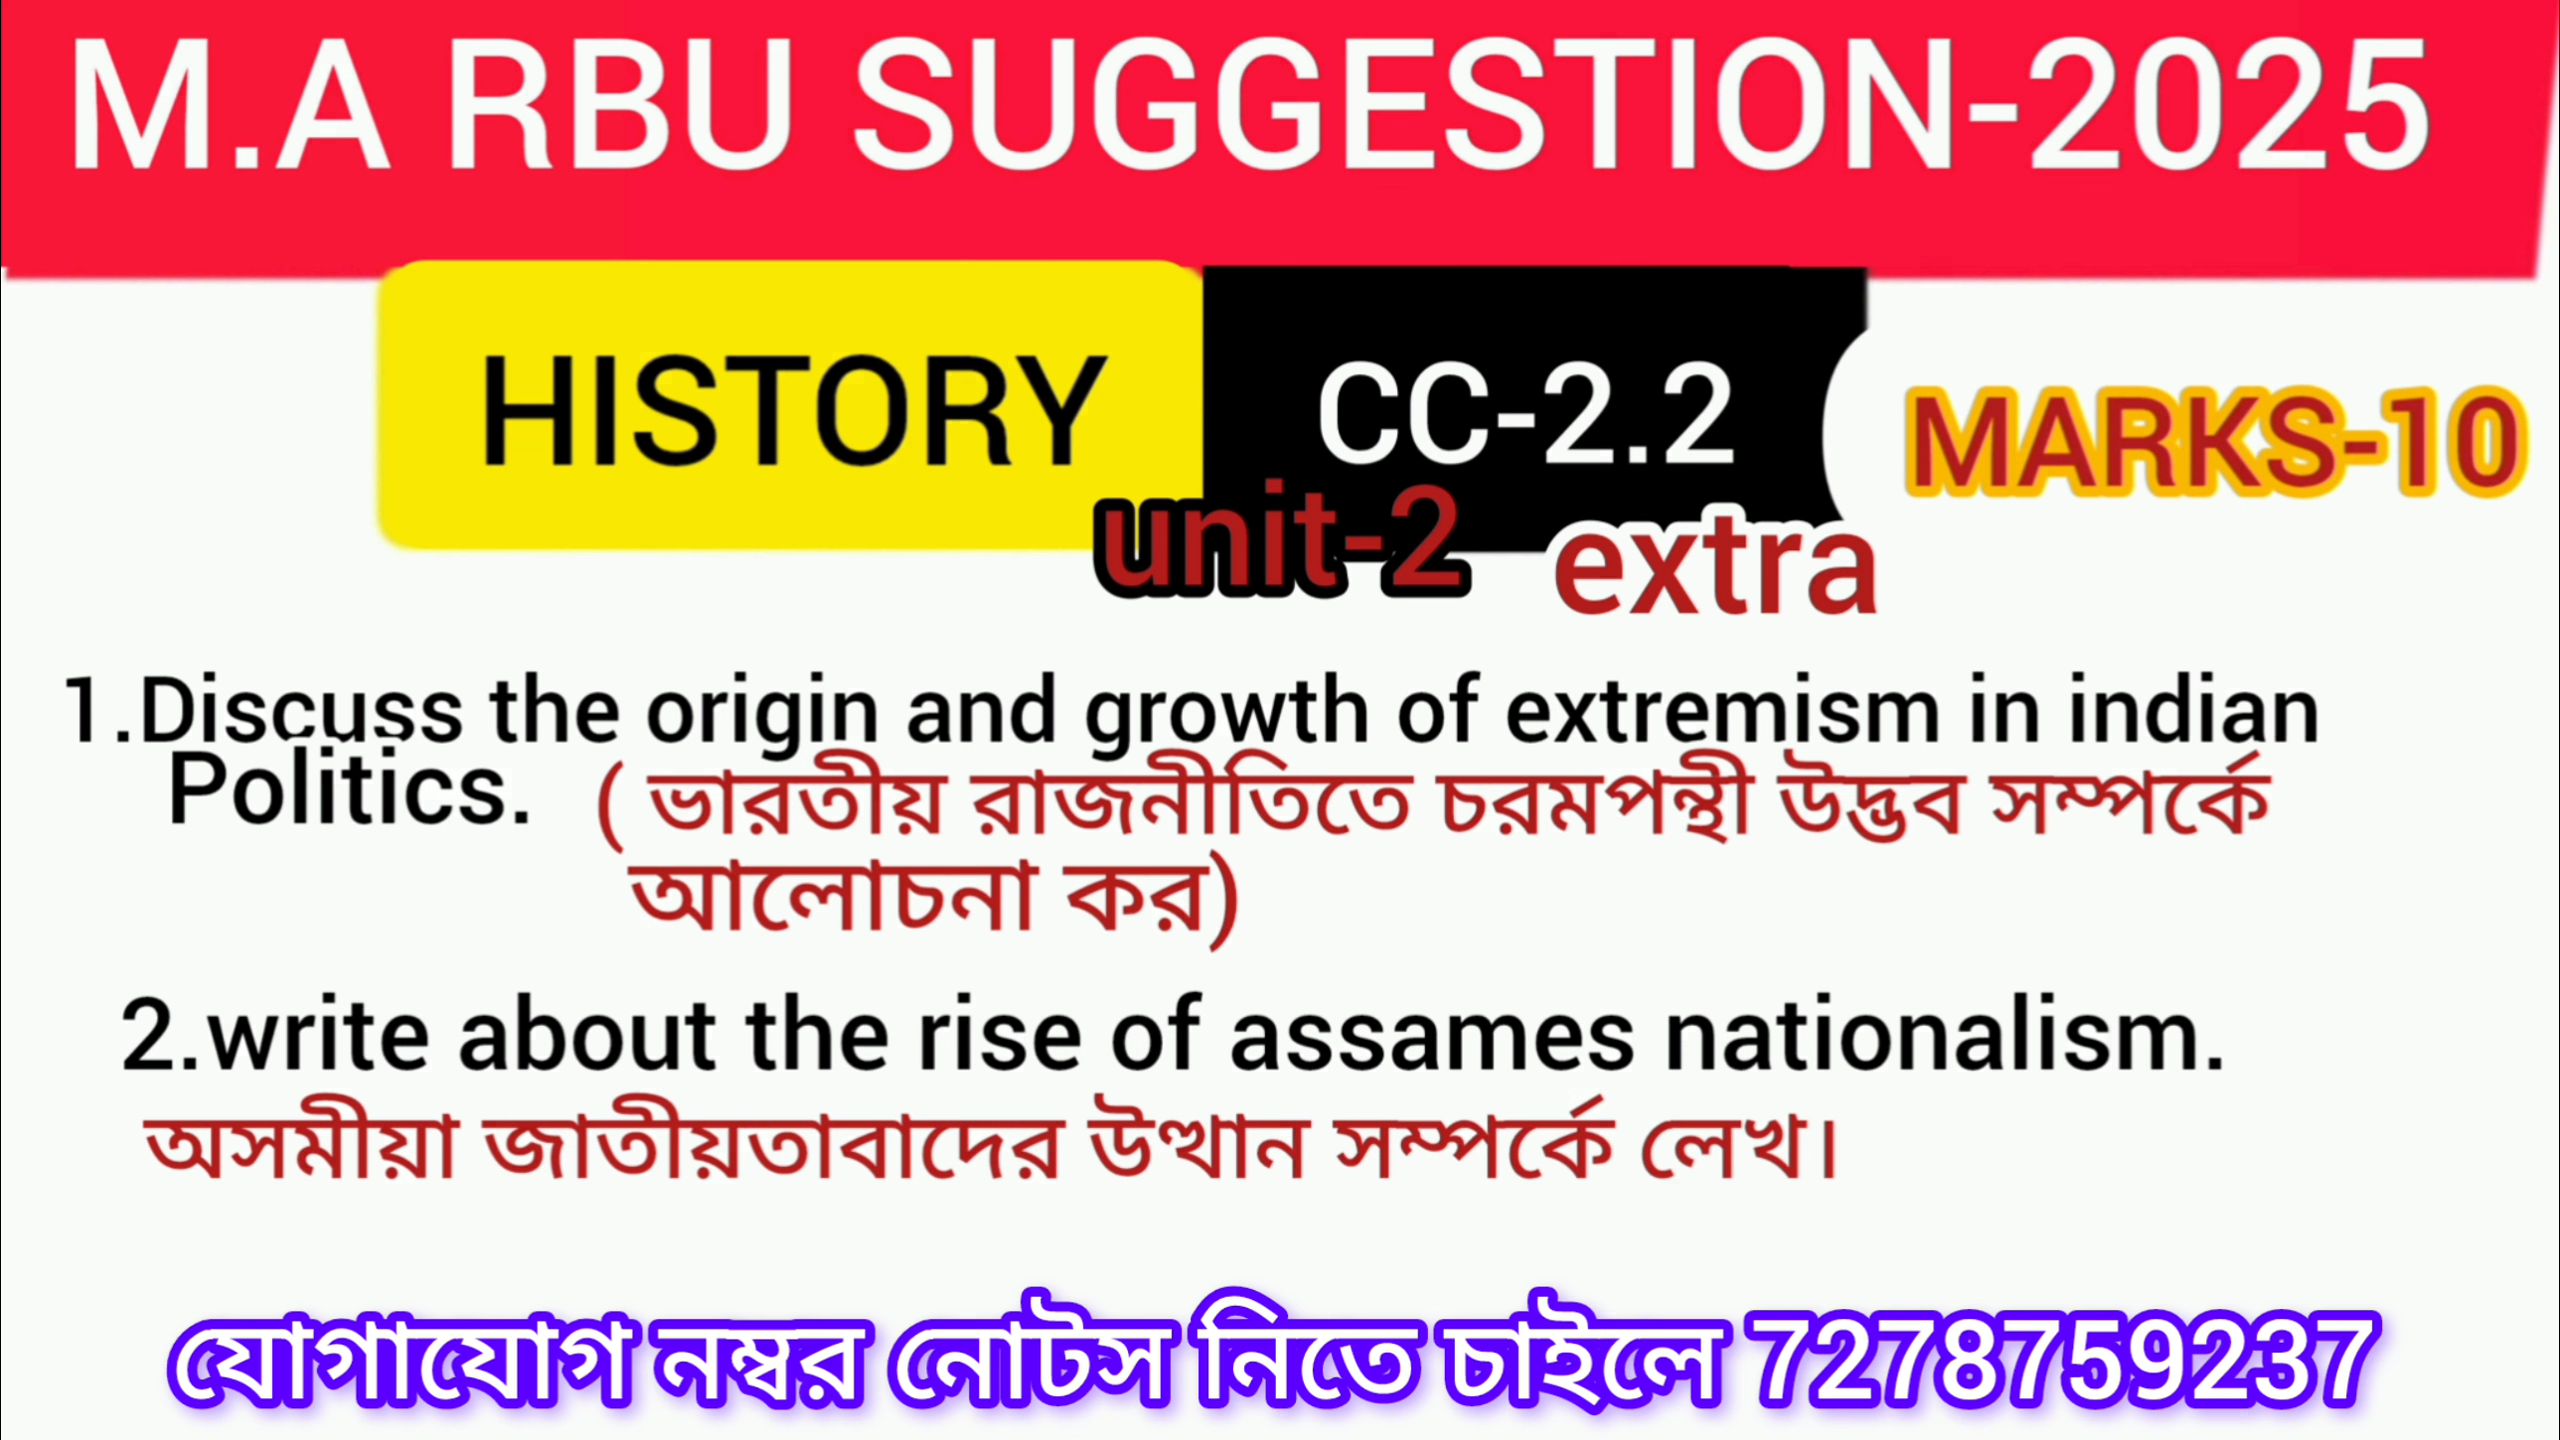 M.A RBU SUGGESTION-2025
HISTORY CC-2.2 MARKS-10
unit-2 extra
1.Discuss the origin and growth of extremism in indian
Politics. ( ভারতীয় রাজনীতিতে চরমপন্থী উদ্ভব সম্পর্কে
আলোচনা কর)
2.write about the rise of assames nationalism.
অসমীয়া জাতীয়তাবাদের উত্থান সম্পর্কে লেখ।
যোগাযোগ নম্বর নোটস নিতে চাইলে 7278759237